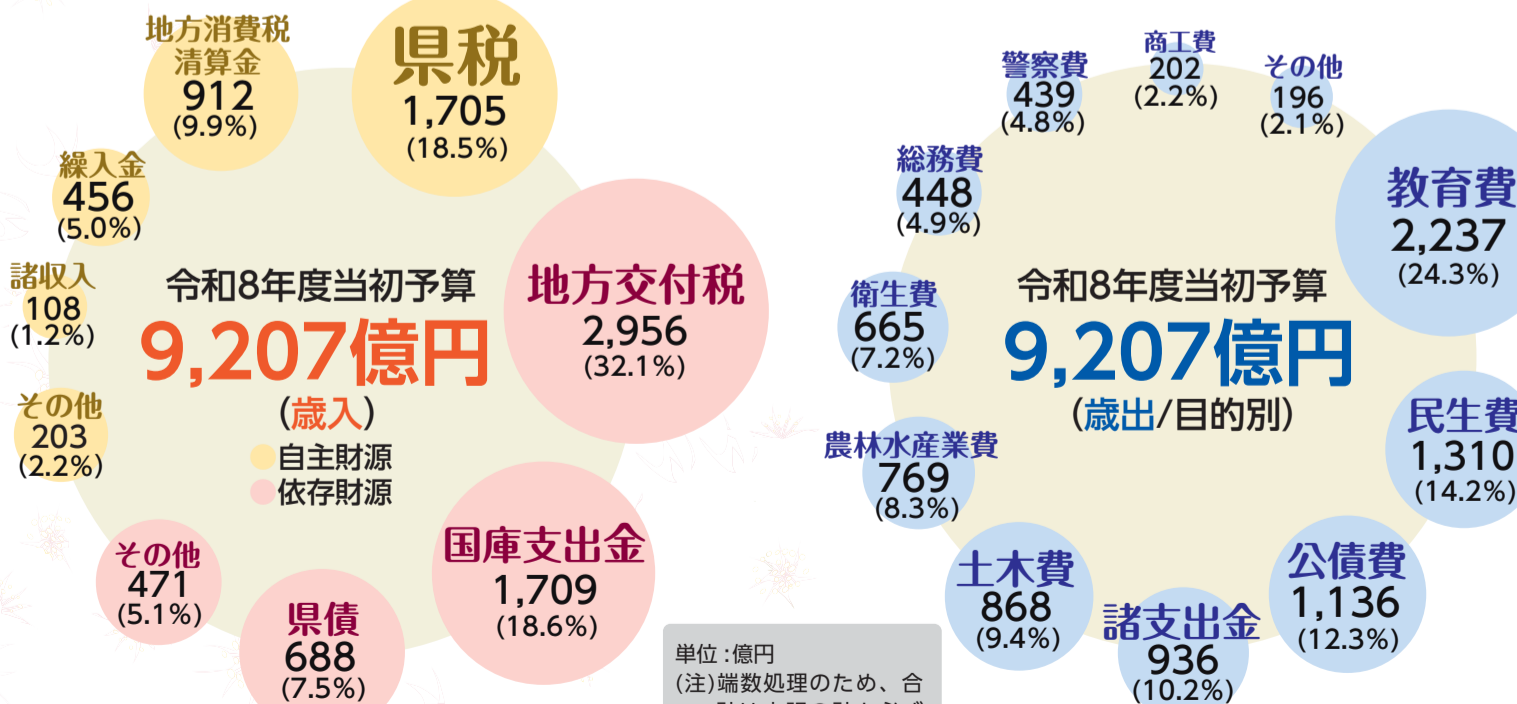 地方消費税
清算金
912
(9.9%)
県税
1,705
(18.5%)
繰入金
456
(5.0%)
諸収入
108
(1.2%)
その他
203
(2.2%)
令和8年度当初予算
9,207億円
(歳入)
自主財源
依存財源
地方交付税
2,956
(32.1%)
その他
471
(5.1%)
県債
688
(7.5%)
国庫支出金
1,709
(18.6%)
単位:億円
(注)端数処理のため、合
警察費
439
(4.8%)
商工費
202
(2.2%)
その他
196
(2.1%)
総務費
448
(4.9%)
教育費
2,237
(24.3%)
衛生費
665
(7.2%)
令和8年度当初予算
9,207億円
(歳出/目的別)
農林水産業費
769
(8.3%)
民生費
1,310
(14.2%)
土木費
868
(9.4%)
諸支出金
936
(10.2%)
公債費
1,136
(12.3%)